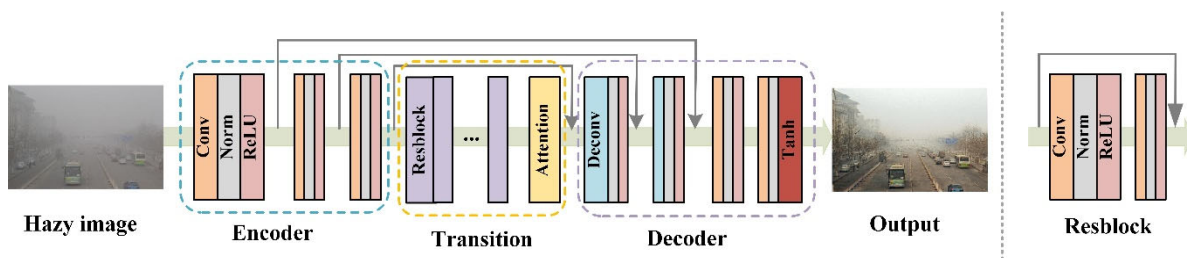 Conv
Norm
ReLU
Resblock
...
Attention
Deconv
Tanh
Conv
Norm
ReLU
Hazy image
Encoder
Transition
Decoder
Output
Resblock